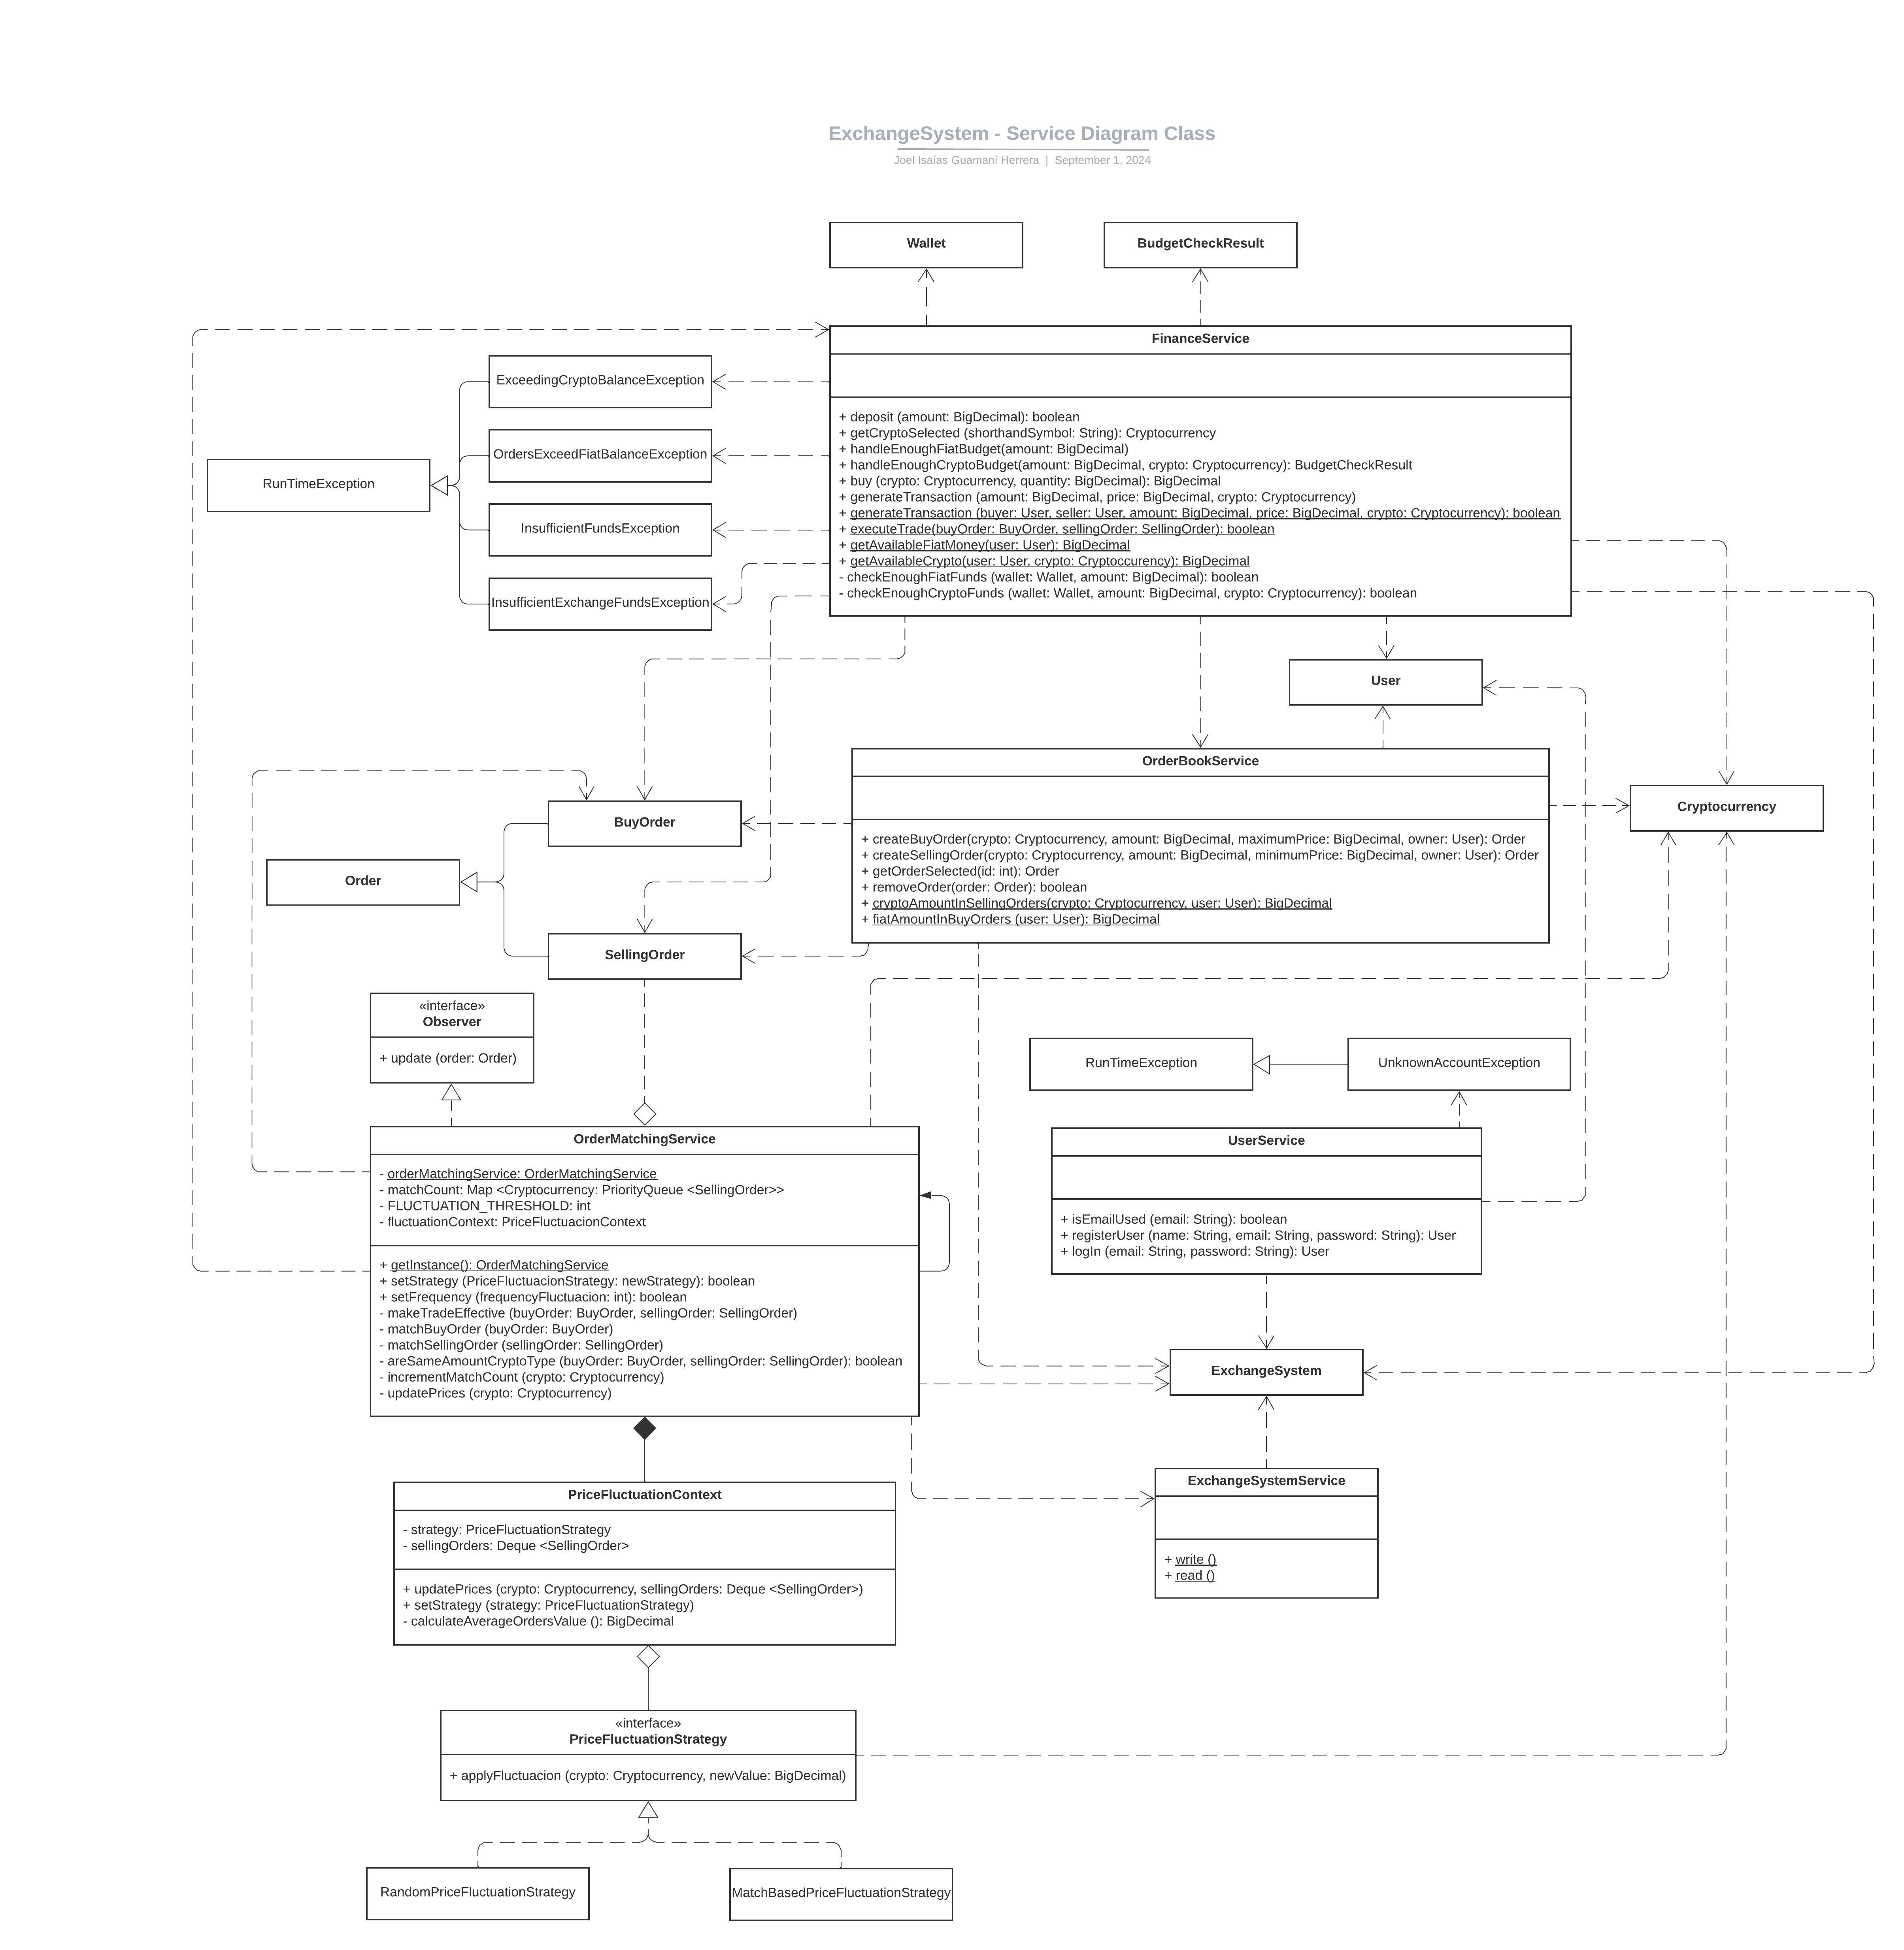 ExchangeSystem - Service Diagram Class
Joel Isaías Guamaní Herrera | September 1, 2024
Wallet
BudgetCheckResult
FinanceService
+ deposit (amount: BigDecimal): boolean
+ getCryptoSelected (shorthandSymbol: String): Cryptocurrency
+ handleEnoughFiatBudget(amount: BigDecimal)
+ handleEnoughCryptoBudget(amount: BigDecimal, crypto: Cryptocurrency): BudgetCheckResult
+ buy (crypto: Cryptocurrency, quantity: BigDecimal): BigDecimal
+ generateTransaction (amount: BigDecimal, price: BigDecimal, crypto: Cryptocurrency)
+ generateTransaction (buyer: User, seller: User, amount: BigDecimal, price: BigDecimal, crypto: Cryptocurrency): boolean
+ executeTrade(buyOrder: BuyOrder, sellingOrder: SellingOrder): boolean
+ getAvailableFiatMoney(user: User): BigDecimal
+ getAvailableCrypto(user: User, crypto: Cryptoccurency): BigDecimal
- checkEnoughFiatFunds (wallet: Wallet, amount: BigDecimal): boolean
- checkEnoughCryptoFunds (wallet: Wallet, amount: BigDecimal, crypto: Cryptocurrency): boolean
ExceedingCryptoBalanceException
OrdersExceedFiatBalanceException
RunTimeException
InsufficientFundsException
InsufficientExchangeFundsException
User
OrderBookService
+ createBuyOrder(crypto: Cryptocurrency, amount: BigDecimal, maximumPrice: BigDecimal, owner: User): Order
+ createSellingOrder(crypto: Cryptocurrency, amount: BigDecimal, minimumPrice: BigDecimal, owner: User): Order
+ getOrderSelected(id: int): Order
+ removeOrder(order: Order): boolean
+ cryptoAmountInSellingOrders(crypto: Cryptocurrency, user: User): BigDecimal
+ fiatAmountInBuyOrders (user: User): BigDecimal
Cryptocurrency
BuyOrder
Order
SellingOrder
«interface»
Observer
+ update (order: Order)
RunTimeException
UnknownAccountException
OrderMatchingService
- orderMatchingService: OrderMatchingService
- matchCount: Map <Cryptocurrency: PriorityQueue <SellingOrder>>
- FLUCTUATION_THRESHOLD: int
- fluctuationContext: PriceFluctuacionContext
+ getInstance(): OrderMatchingService
+ setStrategy (PriceFluctuacionStrategy: newStrategy): boolean
+ setFrequency (frequencyFluctuacion: int): boolean
- makeTradeEffective (buyOrder: BuyOrder, sellingOrder: SellingOrder)
- matchBuyOrder (buyOrder: BuyOrder)
- matchSellingOrder (sellingOrder: SellingOrder)
- areSameAmountCryptoType (buyOrder: BuyOrder, sellingOrder: SellingOrder): boolean
- incrementMatchCount (crypto: Cryptocurrency)
- updatePrices (crypto: Cryptocurrency)
UserService
+ isEmailUsed (email: String): boolean
+ registerUser (name: String, email: String, password: String): User
+ logIn (email: String, password: String): User
ExchangeSystem
ExchangeSystemService
+ write ()
+ read ()
PriceFluctuationContext
- strategy: PriceFluctuationStrategy
- sellingOrders: Deque <SellingOrder>
+ updatePrices (crypto: Cryptocurrency, sellingOrders: Deque <SellingOrder>)
+ setStrategy (strategy: PriceFluctuationStrategy)
- calculateAverageOrdersValue (): BigDecimal
«interface»
PriceFluctuationStrategy
+ applyFluctuacion (crypto: Cryptocurrency, newValue: BigDecimal)
RandomPriceFluctuationStrategy
MatchBasedPriceFluctuationStrategy